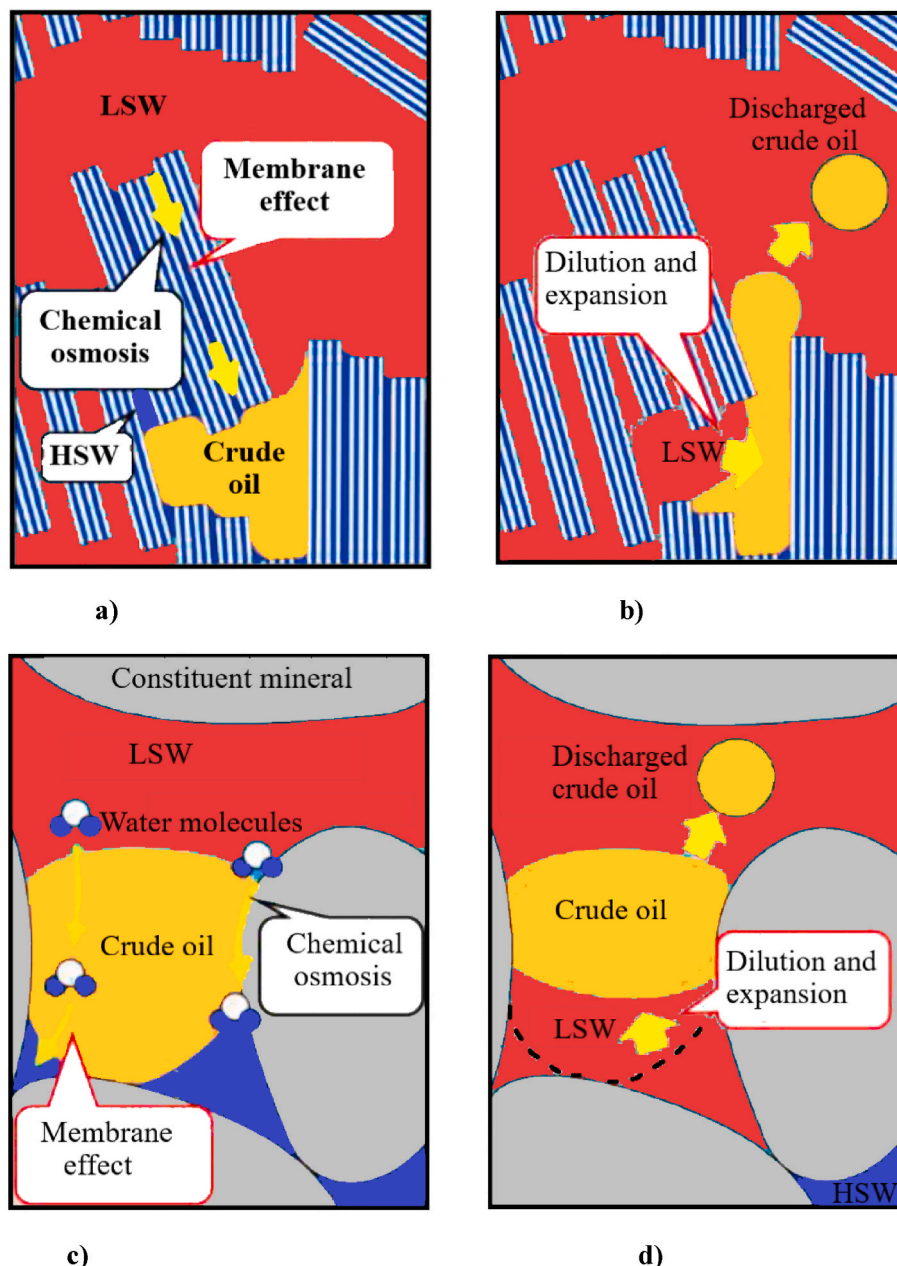 LSW
Membrane
effect
Chemical
osmosis
HSW
Crude
oil
a)
Discharged
crude oil
Dilution and
expansion
LSW
b)
Constituent mineral
LSW
Water molecules
Crude oil
Chemical
osmosis
Membrane
effect
c)
Discharged
crude oil
Crude oil
Dilution and
expansion
LSW
HSW
d)